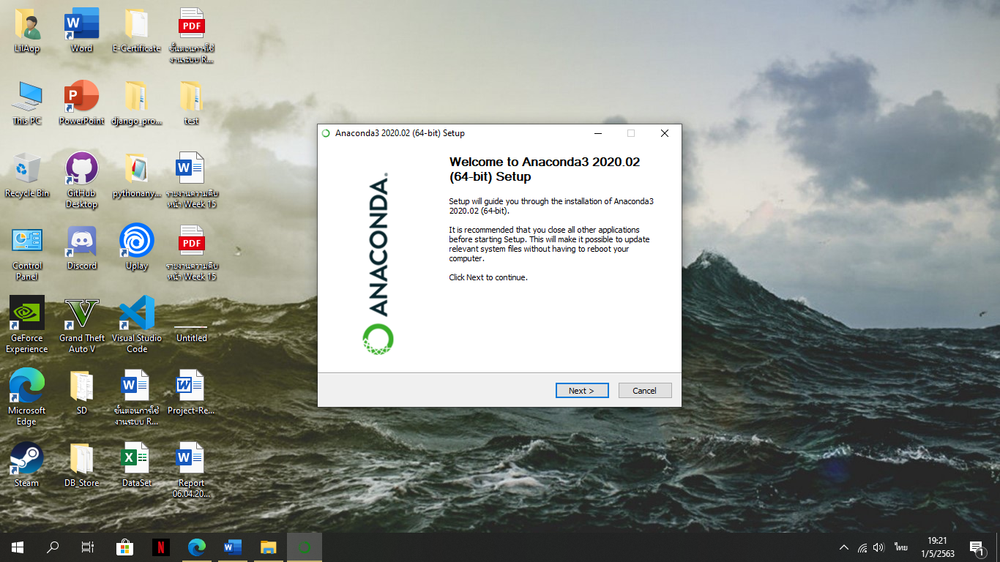 LilAop
Word
E-Certificate
PDF
ขั้นตอนการใช้
งานระบบ R...
This PC
PowerPoint
django_pro...
test
Recycle Bin
GitHub
Desktop
pythonany...
รายงานความคืบ
หน้า Week 15
Control
Panel
Discord
Uplay
PDF
รายงานความคืบ
หน้า Week 15
GeForce
Experience
Grand Theft
Auto V
Visual Studio
Code
Untitled
Microsoft
Edge
SD
ขั้นตอนการใช้
งานระบบ R...
Project-Re...
Steam
DB_Store
DataSet
Report
06.04.20...
Anaconda3 2020.02 (64-bit) Setup
ANACONDA.
Welcome to Anaconda3 2020.02
(64-bit) Setup
Setup will guide you through the installation of Anaconda3
2020.02 (64-bit).
It is recommended that you close all other applications
before starting Setup. This will make it possible to update
relevant system files without having to reboot your
computer.
Click Next to continue.
Next >
Cancel
ไทย
19:21
1/5/2563
1